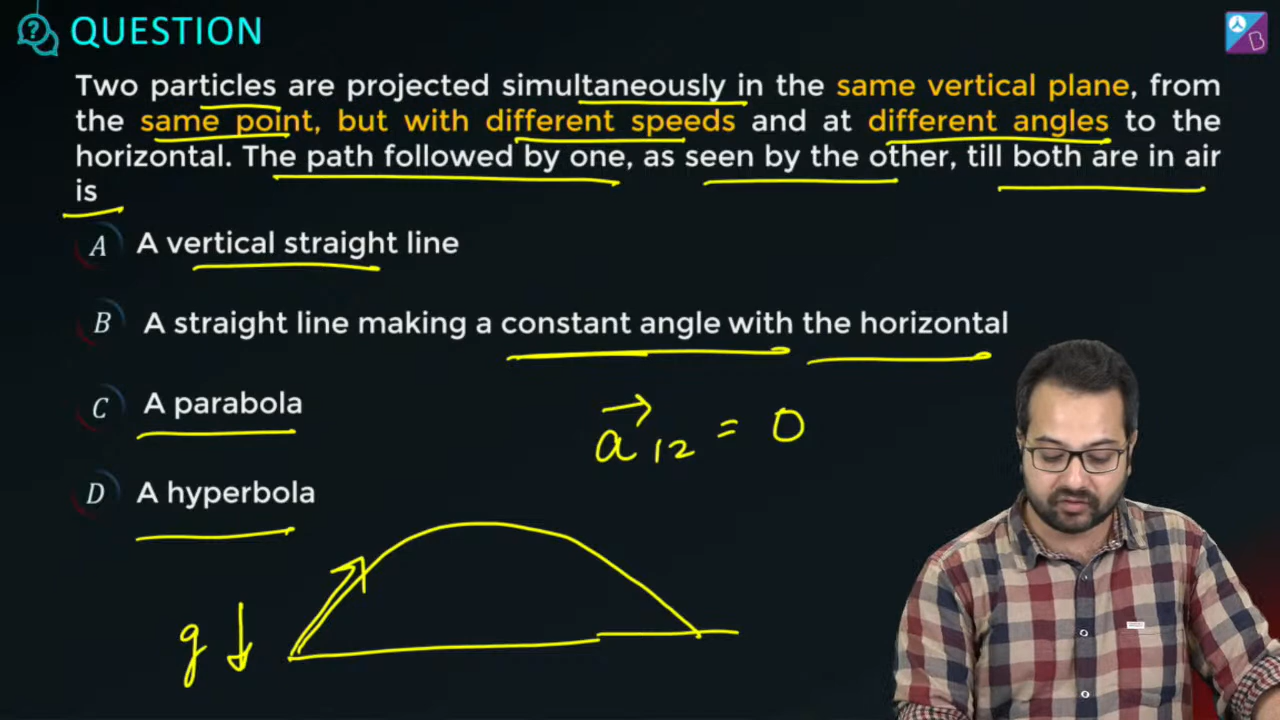 QUESTION
Two particles are projected simultaneously in the same vertical plane, from
the same point, but with different speeds and at different angles to the
horizontal. The path followed by one, as seen by the other, till both are in air
is
A A vertical straight line
B A straight line making a constant angle with the horizontal
C A parabola
a⃗₁₂ = 0
D A hyperbola
g ↓